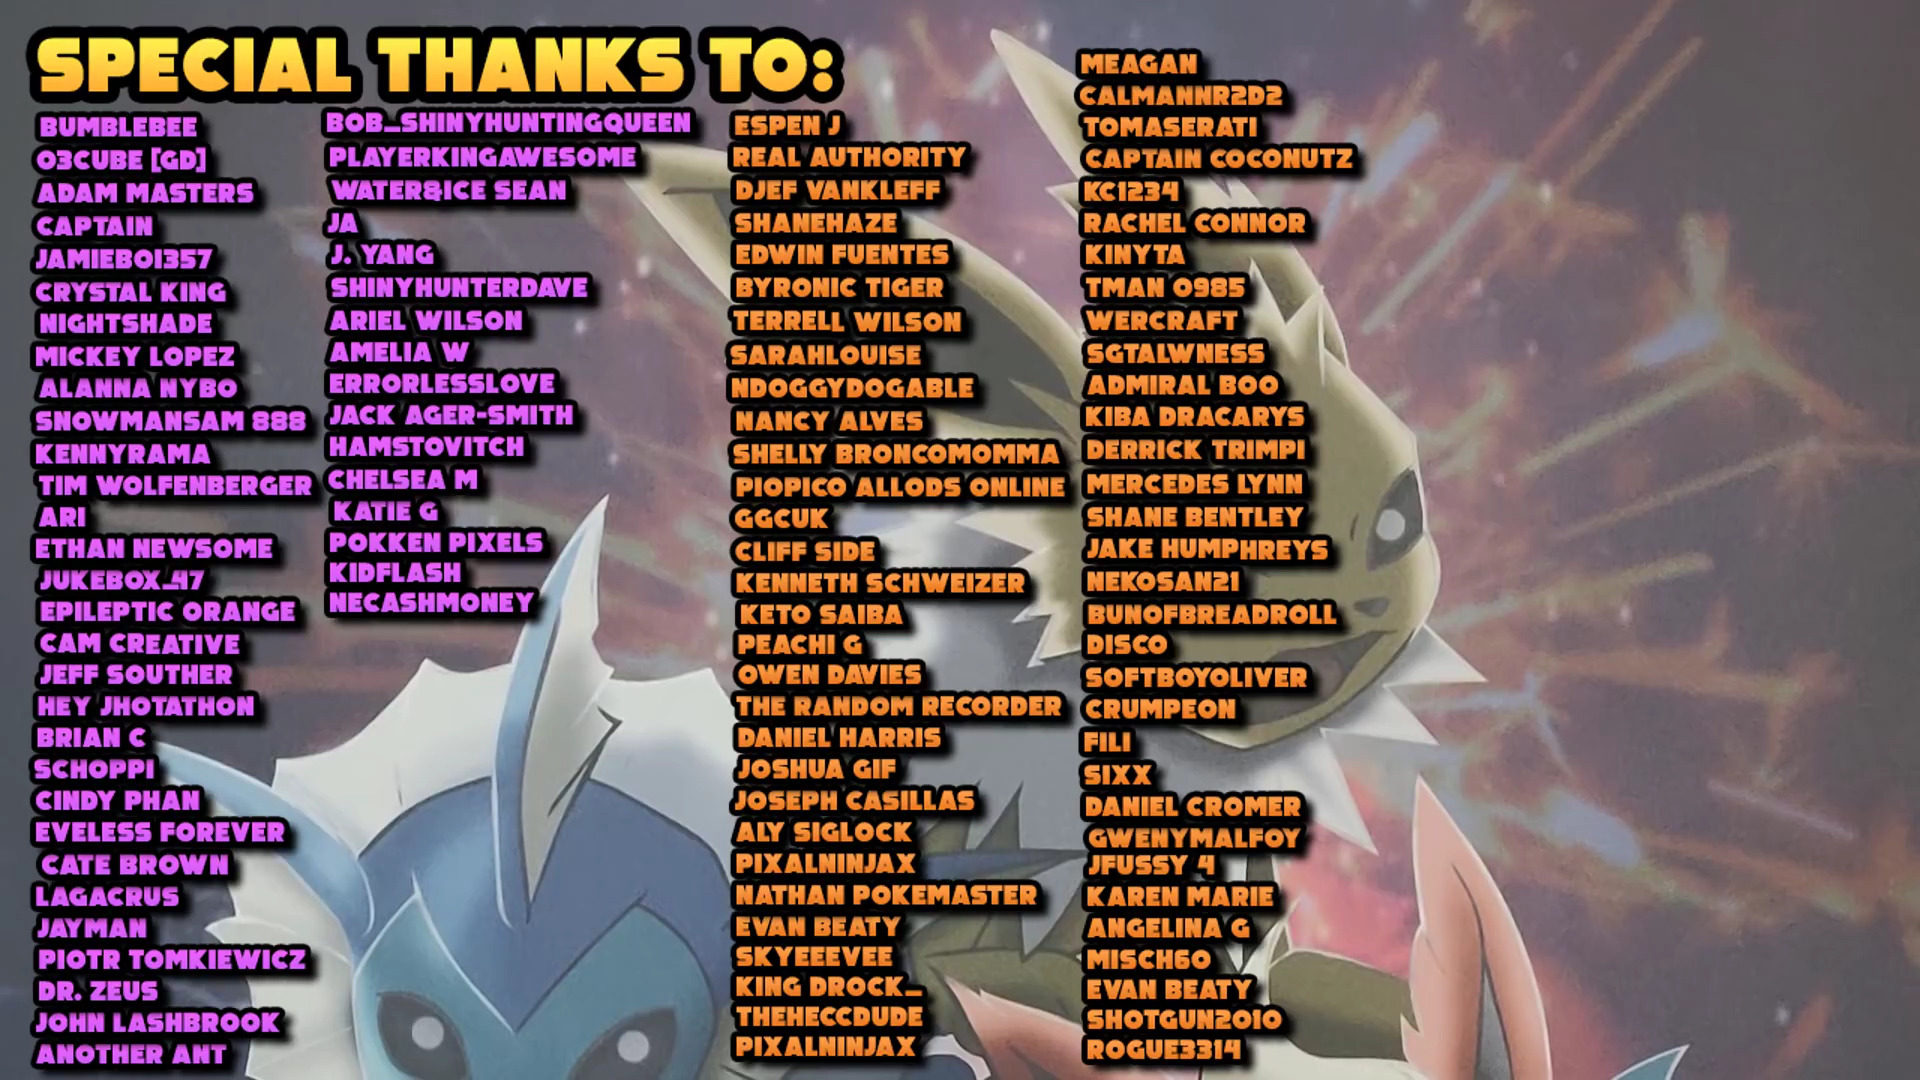 SPECIAL THANKS TO:
BUMBLEBEE
O3CUBE [GD]
ADAM MASTERS
CAPTAIN
JAMIEBOI357
CRYSTAL KING
NIGHTSHADE
MICKEY LOPEZ
ALANNA NYBO
SNOWMANSAM 888
KENNYRAMA
TIM WOLFENBERGER
ARI
ETHAN NEWSOME
JUKEBOX_47
EPILEPTIC ORANGE
CAM CREATIVE
JEFF SOUTHER
HEY JHOTATHON
BRIAN C
SCHOPPI
CINDY PHAN
EVELESS FOREVER
CATE BROWN
LAGACRUS
JAYMAN
PIOTR TOMKIEWICZ
DR. ZEUS
JOHN LASHBROOK
ANOTHER ANT
BOB_SHINYHUNTINGQUEEN
PLAYERKINGAWESOME
WATER&ICE SEAN
JA
J. YANG
SHINYHUNTERDAVE
ARIEL WILSON
AMELIA W
ERRORLESSLOVE
JACK AGER-SMITH
HAMSTOVITCH
CHELSEA M
KATIE G
POKKEN PIXELS
KIDFLASH
NECASHMONEY
ESPEN J
REAL AUTHORITY
DJEF VANKLEFF
SHANEHAZE
EDWIN FUENTES
BYRONIC TIGER
TERRELL WILSON
SARAHLOUISE
NDOGGYDOGABLE
NANCY ALVES
SHELLY BRONCOMOMMA
PIOPICO ALLODS ONLINE
GGCUK
CLIFF SIDE
KENNETH SCHWEIZER
KETO SAIBA
PEACHI G
OWEN DAVIES
THE RANDOM RECORDER
DANIEL HARRIS
JOSHUA GIF
JOSEPH CASILLAS
ALY SIGLOCK
PIXALNINJAX
NATHAN POKEMASTER
EVAN BEATY
SKYEEEVEE
KING DROCK_
THEHECCDUDE
PIXALNINJAX
MEAGAN
CALMANNR2D2
TOMASERATI
CAPTAIN COCONUTZ
KC1234
RACHEL CONNOR
KINYTA
TMAN 0985
WERCRAFT
SGTALWNESS
ADMIRAL BOO
KIBA DRACARYS
DERRICK TRIMPI
MERCEDES LYNN
SHANE BENTLEY
JAKE HUMPHREYS
NEKOSAN21
BUNOFBREADROLL
DISCO
SOFTBOYOLIVER
CRUMPEON
FILI
SIXX
DANIEL CROMER
GWENYMALFOY
JFUSSY 4
KAREN MARIE
ANGELINA G
MISCH60
EVAN BEATY
SHOTGUN2010
ROGUE3314